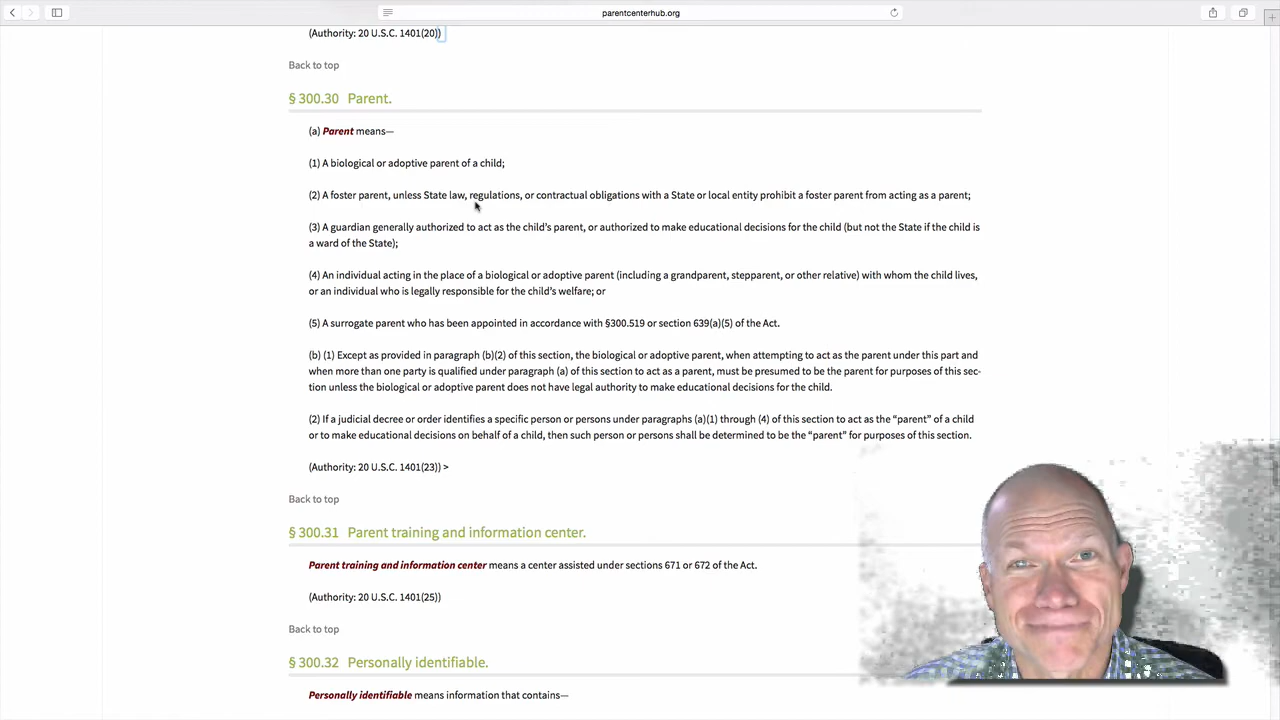 parentcenterhub.org
(Authority: 20 U.S.C. 1401(20))
Back to top
§ 300.30 Parent.
(a) Parent means—
(1) A biological or adoptive parent of a child;
(2) A foster parent, unless State law, regulations, or contractual obligations with a State or local entity prohibit a foster parent from acting as a parent;
(3) A guardian generally authorized to act as the child’s parent, or authorized to make educational decisions for the child (but not the State if the child is
a ward of the State);
(4) An individual acting in the place of a biological or adoptive parent (including a grandparent, stepparent, or other relative) with whom the child lives,
or an individual who is legally responsible for the child’s welfare; or
(5) A surrogate parent who has been appointed in accordance with §300.519 or section 639(a)(5) of the Act.
(b) (1) Except as provided in paragraph (b)(2) of this section, the biological or adoptive parent, when attempting to act as the parent under this part and
when more than one party is qualified under paragraph (a) of this section to act as a parent, must be presumed to be the parent for purposes of this sec-
tion unless the biological or adoptive parent does not have legal authority to make educational decisions for the child.
(2) If a judicial decree or order identifies a specific person or persons under paragraphs (a)(1) through (4) of this section to act as the “parent” of a child
or to make educational decisions on behalf of a child, then such person or persons shall be determined to be the “parent” for purposes of this section.
(Authority: 20 U.S.C. 1401(23)) >
Back to top
§ 300.31 Parent training and information center.
Parent training and information center means a center assisted under sections 671 or 672 of the Act.
(Authority: 20 U.S.C. 1401(25))
Back to top
§ 300.32 Personally identifiable.
Personally identifiable means information that contains—